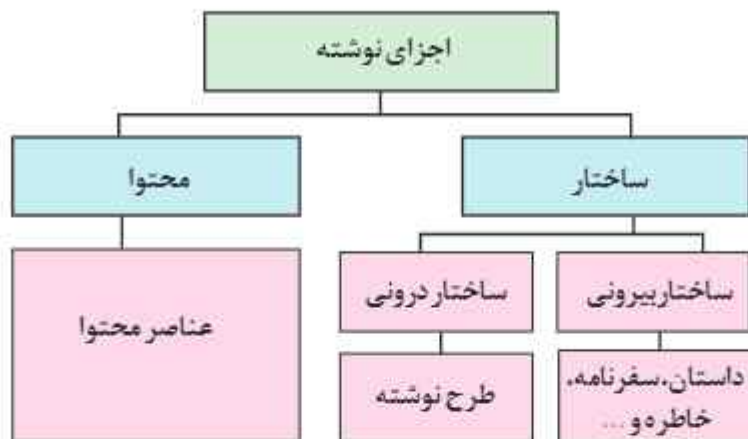 اجزای نوشته
ساختار
محتوا
ساختار بیرونی
ساختار درونی
عناصر محتوا
داستان، سفرنامه،
خاطره و ...
طرح نوشته